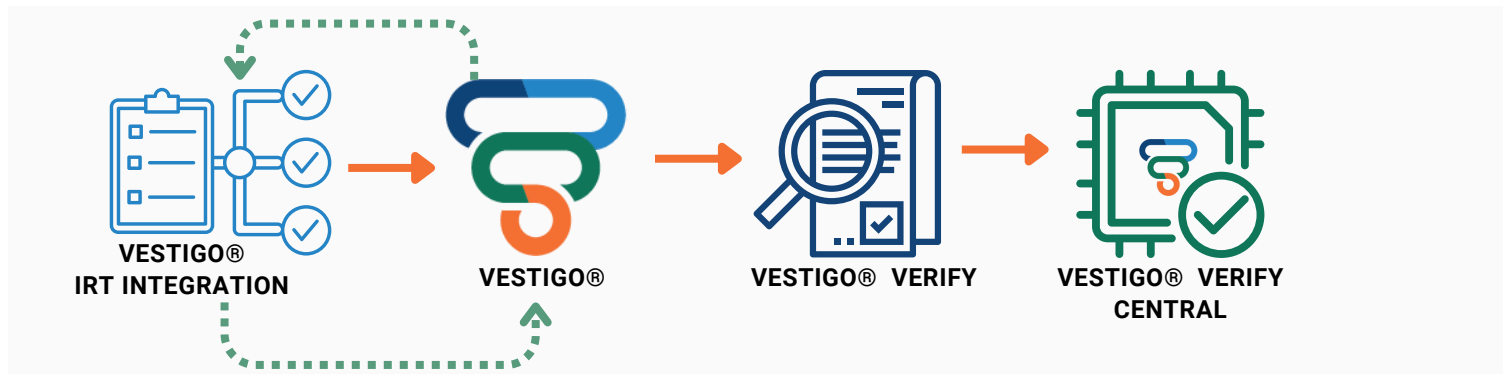 VESTIGO®
IRT INTEGRATION
VESTIGO®
VESTIGO® VERIFY
VESTIGO® VERIFY
CENTRAL